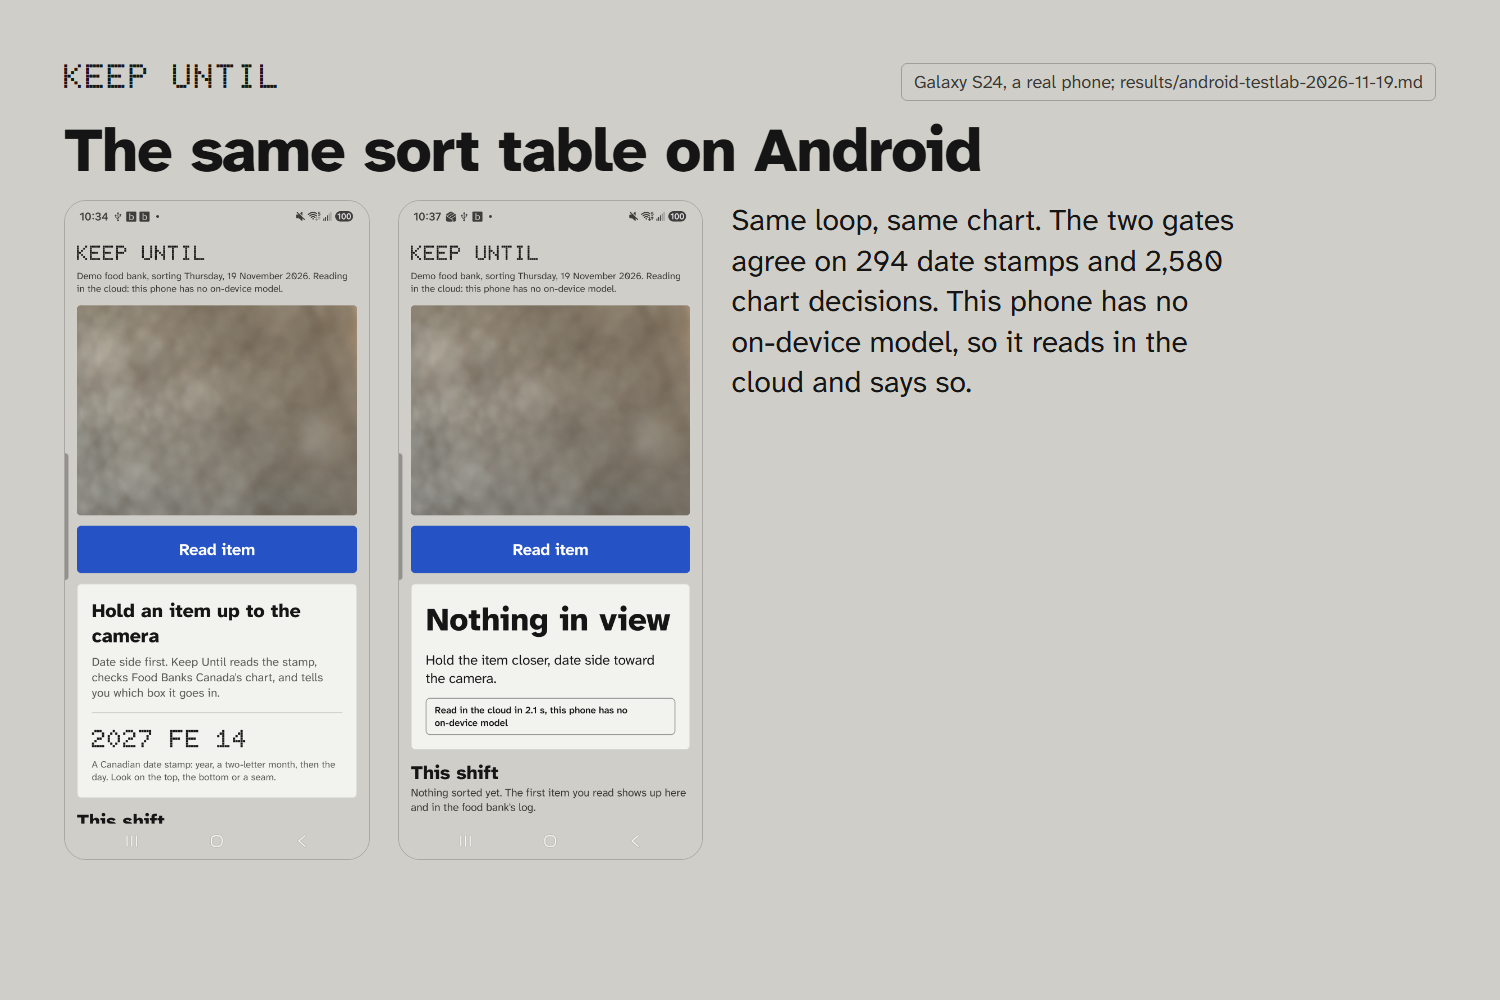 KEEP UNTIL
Galaxy S24, a real phone; results/android-testlab-2026-11-19.md
The same sort table on Android
10:34
100
KEEP UNTIL
Demo food bank, sorting Thursday, 19 November 2026. Reading
in the cloud: this phone has no on-device model.
Read item
Hold an item up to the
camera
Date side first. Keep Until reads the stamp,
checks Food Banks Canada's chart, and tells
you which box it goes in.
2027 FE 14
A Canadian date stamp: year, a two-letter month, then the
day. Look on the top, the bottom or a seam.
This shift
10:37
100
KEEP UNTIL
Demo food bank, sorting Thursday, 19 November 2026. Reading
in the cloud: this phone has no on-device model.
Read item
Nothing in view
Hold the item closer, date side toward
the camera.
Read in the cloud in 2.1 s, this phone has no
on-device model
This shift
Nothing sorted yet. The first item you read shows up here
and in the food bank's log.
Same loop, same chart. The two gates
agree on 294 date stamps and 2,580
chart decisions. This phone has no
on-device model, so it reads in the
cloud and says so.